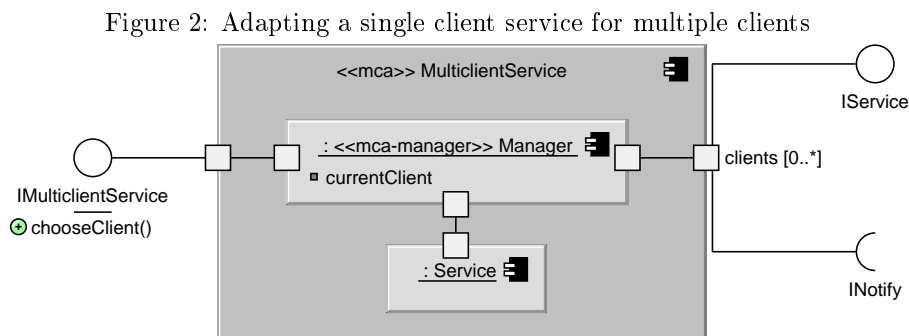 Figure 2: Adapting a single client service for multiple clients
<<mca>> MulticlientService
IService
: <<mca-manager>> Manager
clients [0..*]
currentClient
IMulticlientService
chooseClient()
: Service
INotify